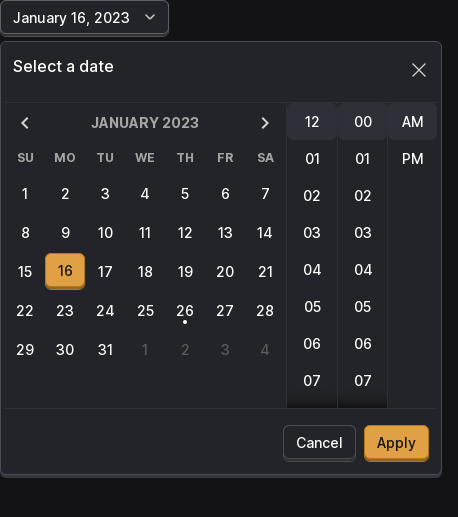 January 16, 2023
Select a date
JANUARY 2023
SU MO TU WE TH FR SA
1 2 3 4 5 6 7
8 9 10 11 12 13 14
15 16 17 18 19 20 21
22 23 24 25 26 27 28
29 30 31 1 2 3 4
12 00 AM
01 01 PM
02 02
03 03
04 04
05 05
06 06
07 07
Cancel Apply